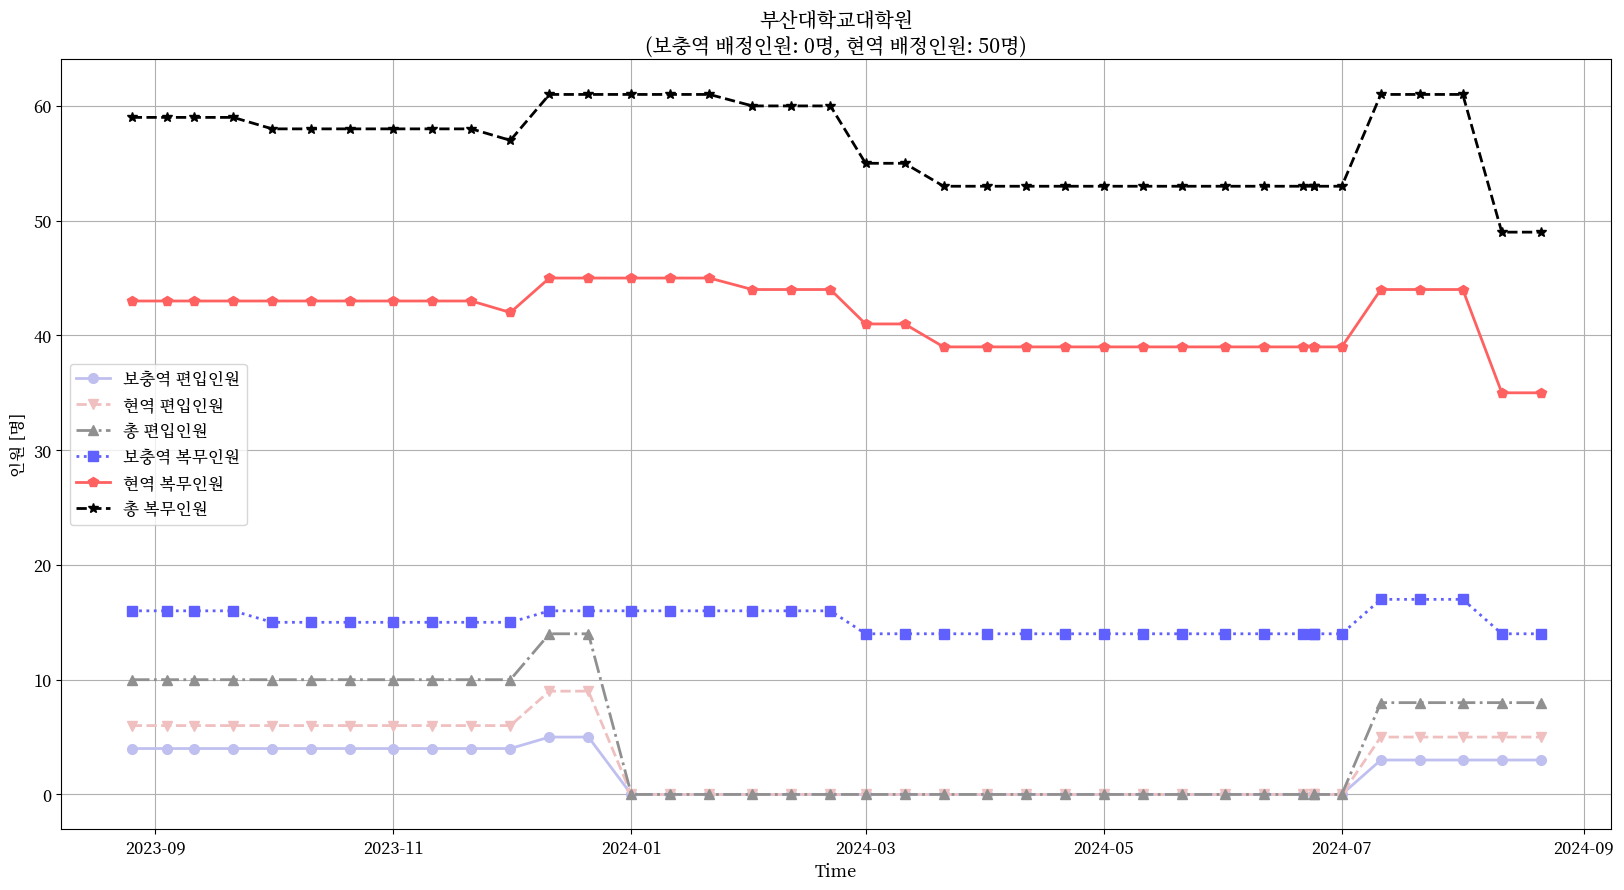 부산대학교대학원
(보충역 배정인원: 0명, 현역 배정인원: 50명)
인원 [명]
60
50
40
30
20
10
0
보충역 편입인원
현역 편입인원
총 편입인원
보충역 복무인원
현역 복무인원
총 복무인원
2023-09
2023-11
2024-01
2024-03
2024-05
2024-07
2024-09
Time